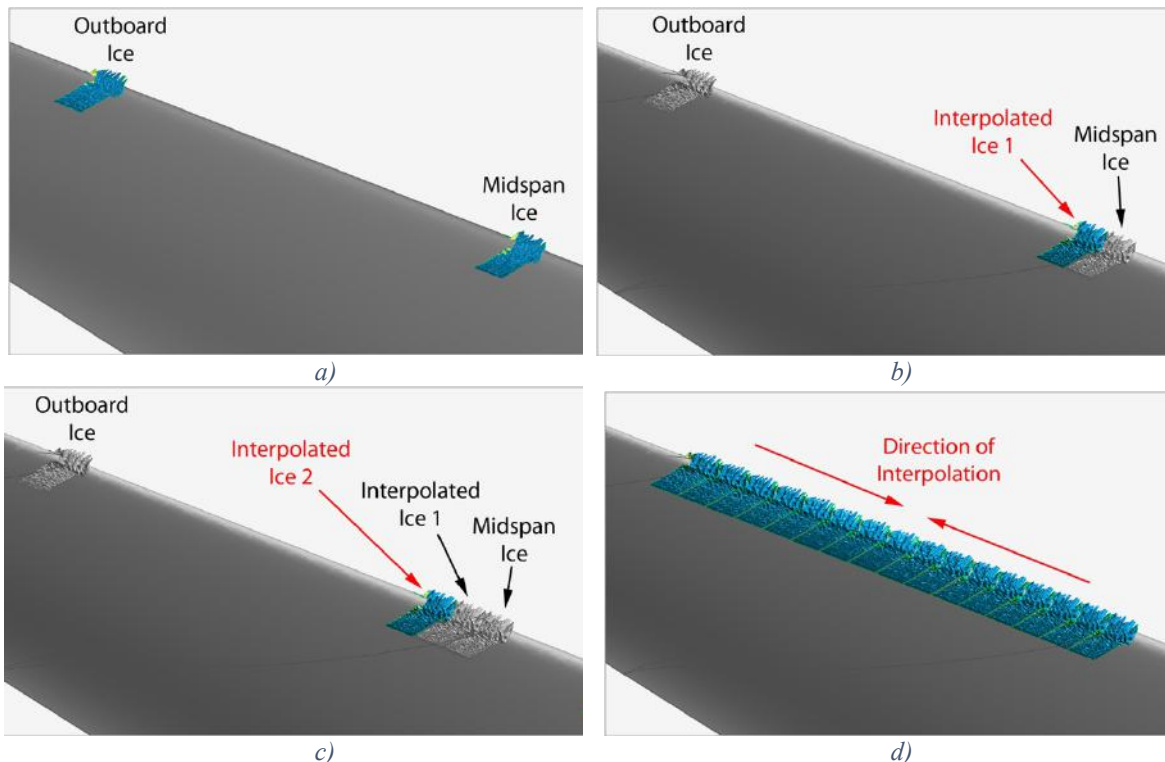 Outboard
Ice
Midspan
Ice
a)
Outboard
Ice
Interpolated
Ice 1
Midspan
Ice
b)
Outboard
Ice
Interpolated
Ice 2
Interpolated
Ice 1
Midspan
Ice
c)
Direction of
Interpolation
d)